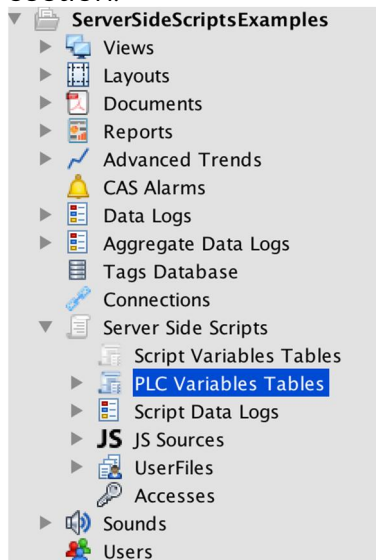 ServerSideScriptsExamples
Views
Layouts
Documents
Reports
Advanced Trends
CAS Alarms
Data Logs
Aggregate Data Logs
Tags Database
Connections
Server Side Scripts
Script Variables Tables
PLC Variables Tables
Script Data Logs
JS JS Sources
UserFiles
Accesses
Sounds
Users